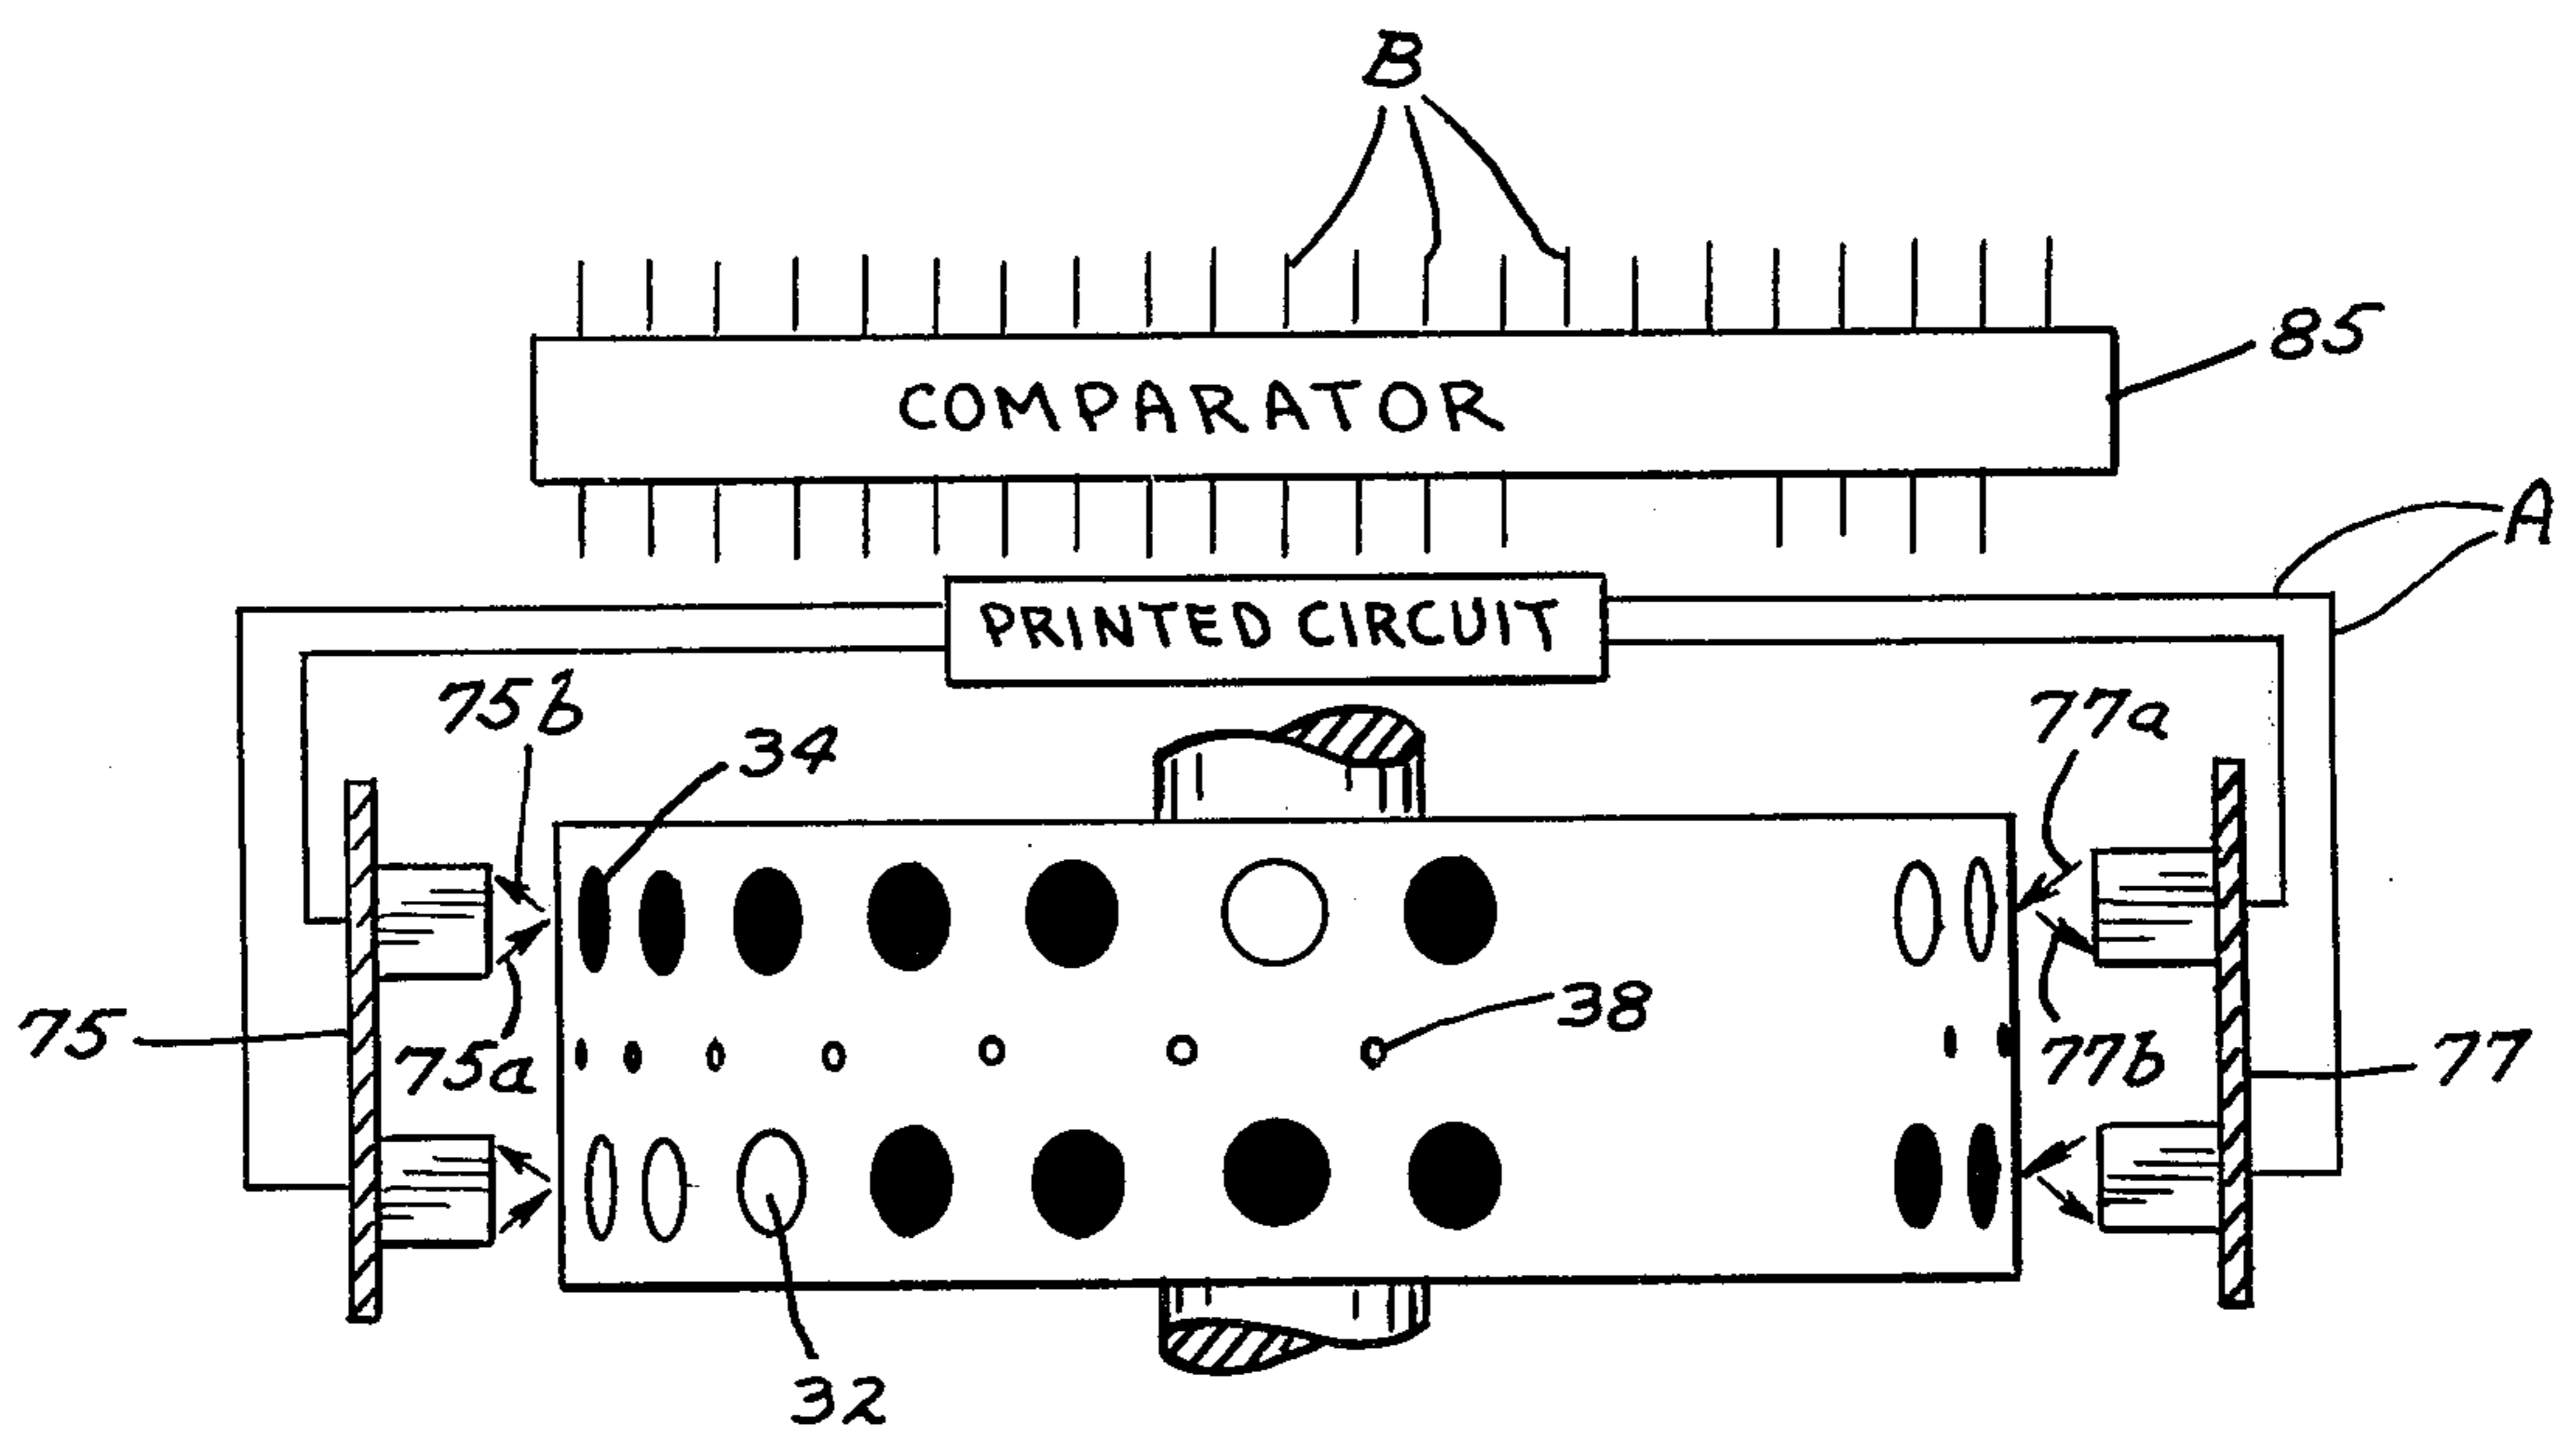 B
COMPARATOR
85
A
PRINTED CIRCUIT
75b
34
77a
38
75
75a
77b
77
32